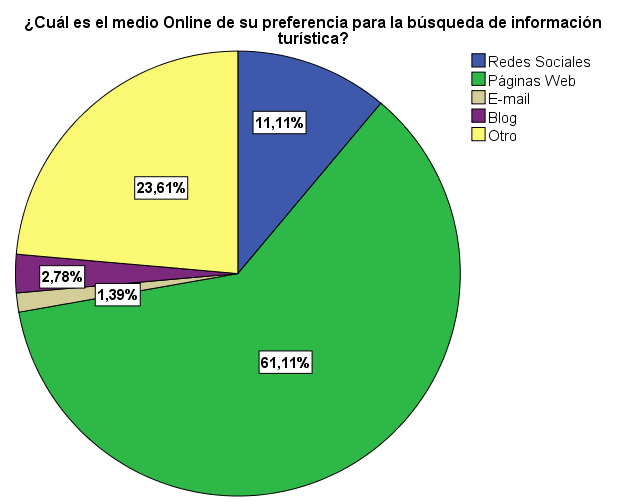 ¿Cuál es el medio Online de su preferencia para la búsqueda de información
turística?
Redes Sociales
Páginas Web
E-mail
Blog
Otro
11,11%
23,61%
2,78%
1,39%
61,11%